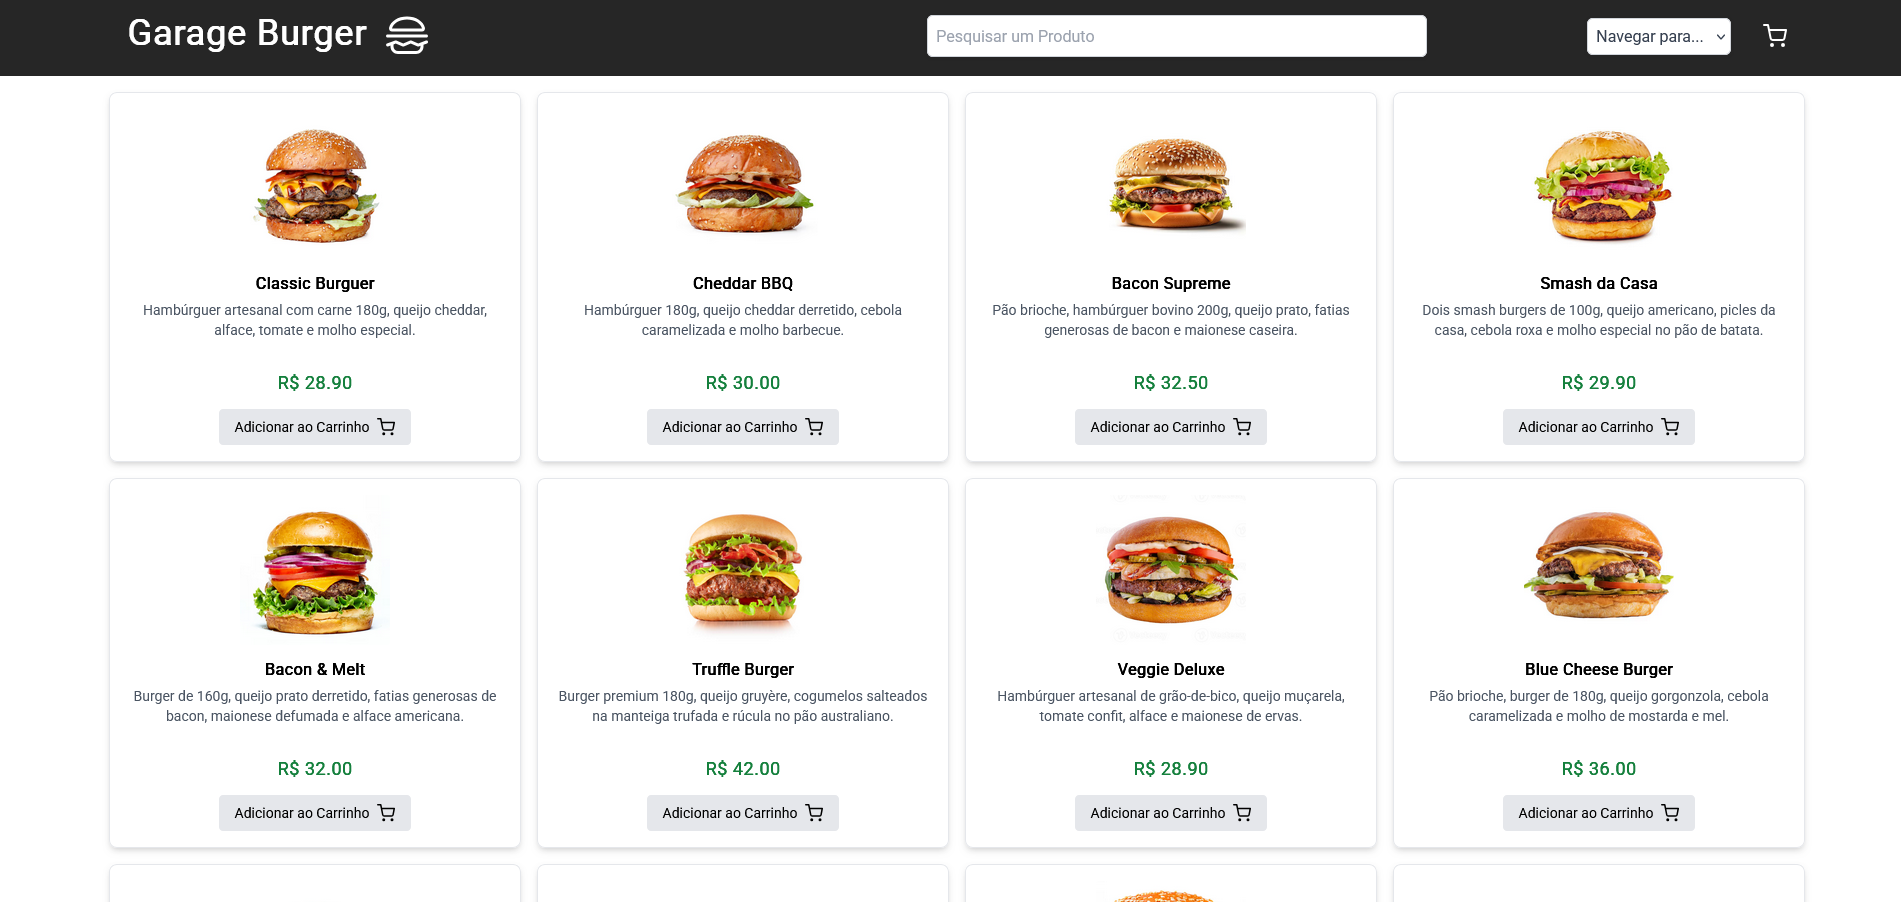 Garage Burger
Pesquisar um Produto
Navegar para...
Classic Burguer
Hambúrguer artesanal com carne 180g, queijo cheddar,
alface, tomate e molho especial.
R$ 28.90
Adicionar ao Carrinho
Cheddar BBQ
Hambúrguer 180g, queijo cheddar derretido, cebola
caramelizada e molho barbecue.
R$ 30.00
Adicionar ao Carrinho
Bacon Supreme
Pão brioche, hambúrguer bovino 200g, queijo prato, fatias
generosas de bacon e maionese caseira.
R$ 32.50
Adicionar ao Carrinho
Smash da Casa
Dois smash burgers de 100g, queijo americano, picles da
casa, cebola roxa e molho especial no pão de batata.
R$ 29.90
Adicionar ao Carrinho
Bacon & Melt
Burger de 160g, queijo prato derretido, fatias generosas de
bacon, maionese defumada e alface americana.
R$ 32.00
Adicionar ao Carrinho
Truffle Burger
Burger premium 180g, queijo gruyère, cogumelos salteados
na manteiga trufada e rúcula no pão australiano.
R$ 42.00
Adicionar ao Carrinho
Veggie Deluxe
Hambúrguer artesanal de grão-de-bico, queijo muçarela,
tomate confit, alface e maionese de ervas.
R$ 28.90
Adicionar ao Carrinho
Blue Cheese Burger
Pão brioche, burger de 180g, queijo gorgonzola, cebola
caramelizada e molho de mostarda e mel.
R$ 36.00
Adicionar ao Carrinho